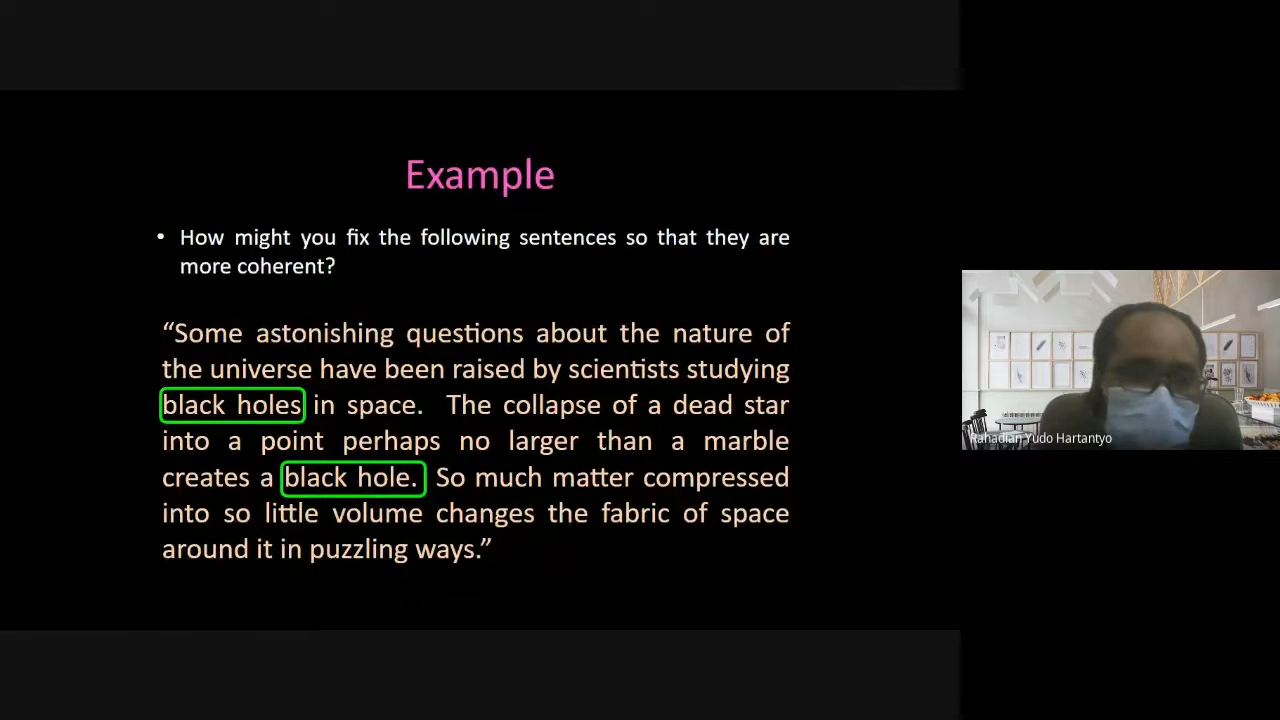 Example
• How might you fix the following sentences so that they are
more coherent?
“Some astonishing questions about the nature of
the universe have been raised by scientists studying
black holes in space. The collapse of a dead star
into a point perhaps no larger than a marble
creates a black hole. So much matter compressed
into so little volume changes the fabric of space
around it in puzzling ways.”
Rahadian Yudo Hartantyo